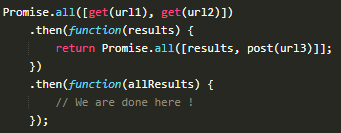 Promise.all([get(url1), get(url2)])
.then(function(results) {
return Promise.all([results, post(url3)]];
})
.then(function(allResults) {
// We are done here !
});